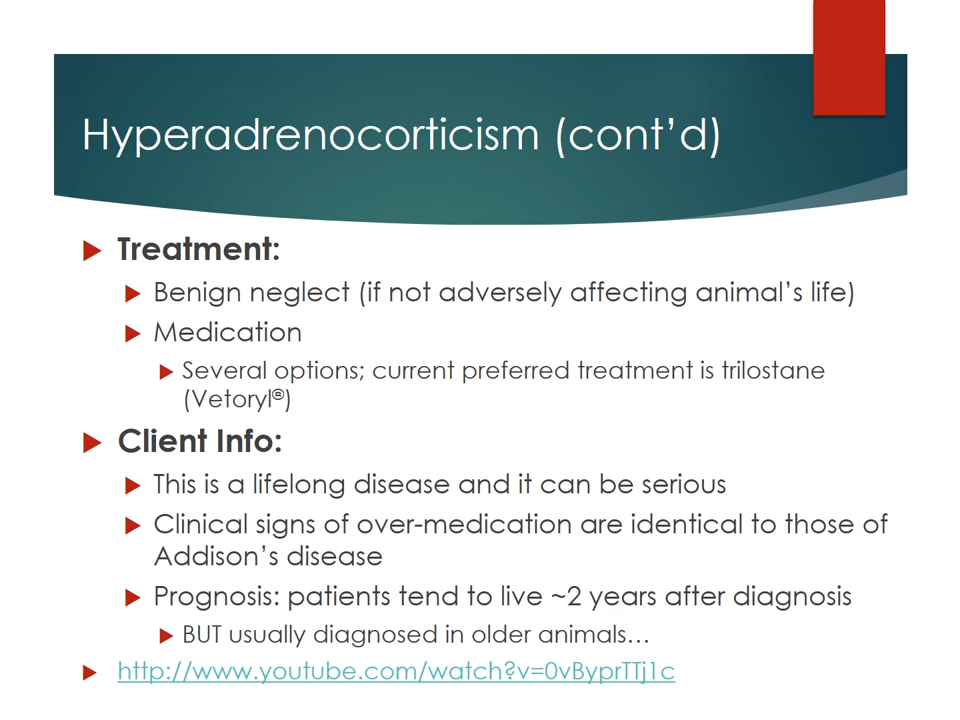 Hyperadrenocorticism (cont’d)
Treatment:
Benign neglect (if not adversely affecting animal’s life)
Medication
Several options; current preferred treatment is trilostane
(Vetoryl®)
Client Info:
This is a lifelong disease and it can be serious
Clinical signs of over-medication are identical to those of
Addison’s disease
Prognosis: patients tend to live ~2 years after diagnosis
BUT usually diagnosed in older animals…
http://www.youtube.com/watch?v=0vByprTTj1c